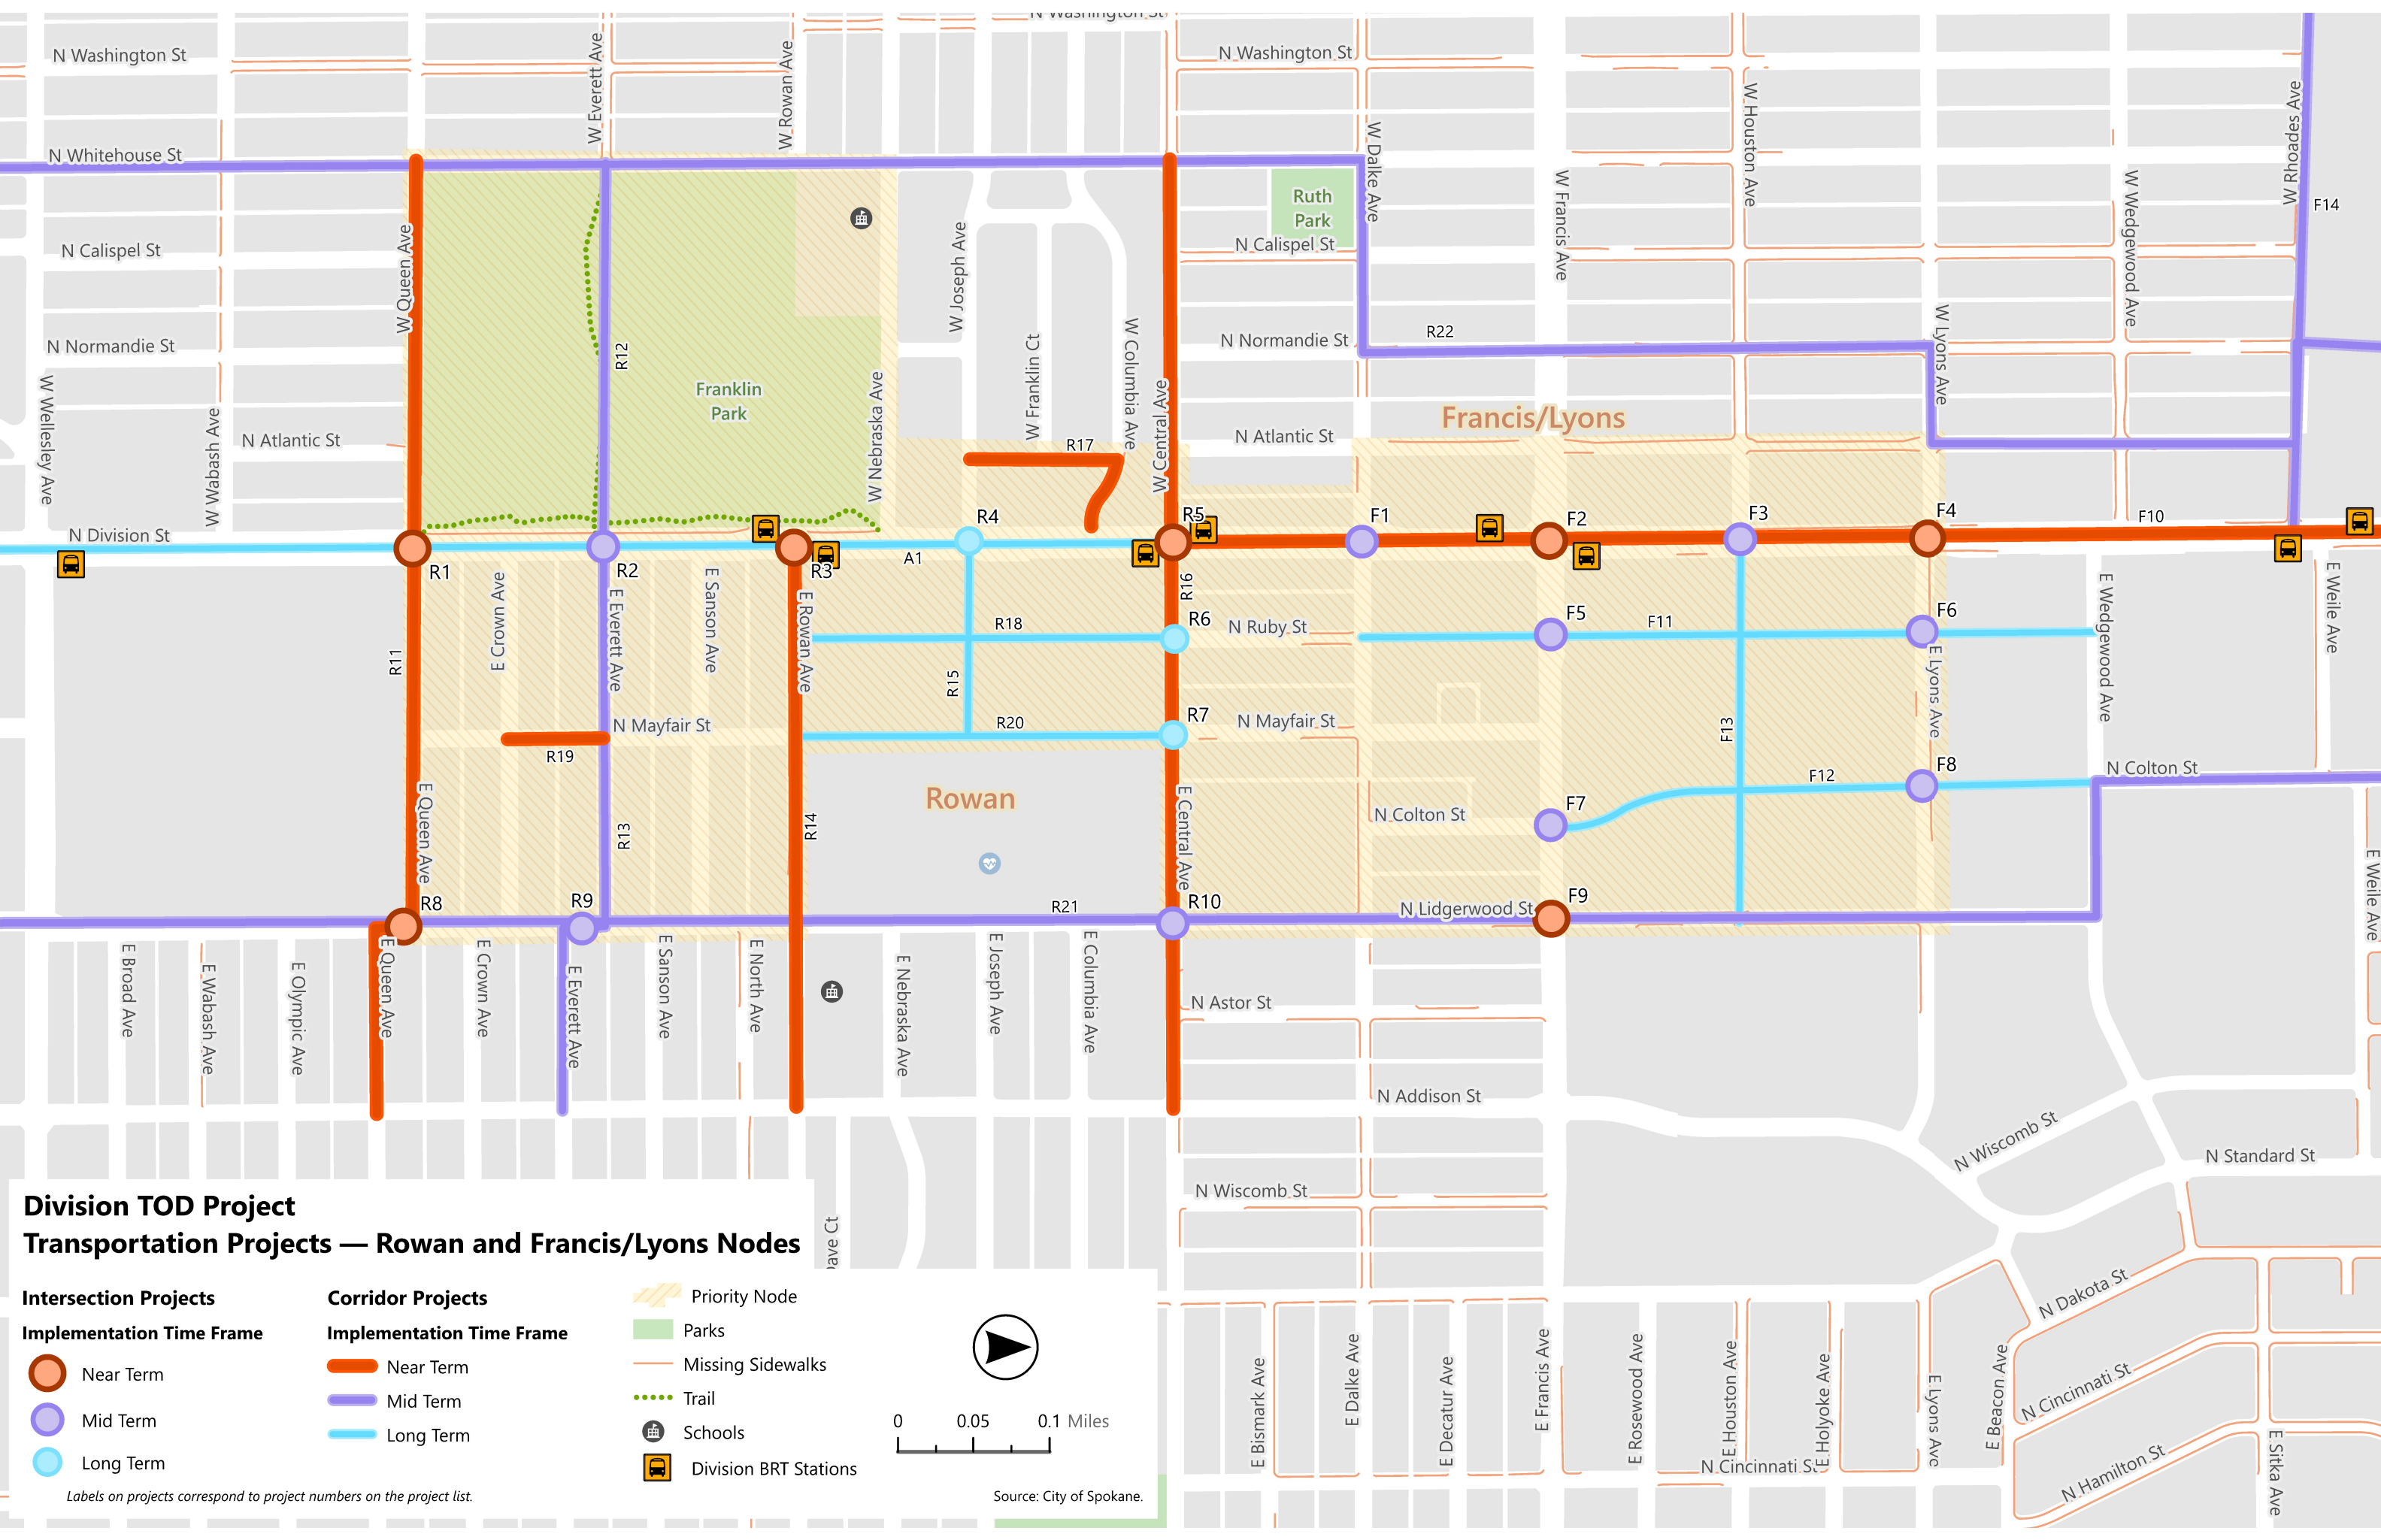 N Washington St
N Washington St
N Washington St
W Everett Ave
W Rowan Ave
N Whitehouse St
W Dalke Ave
W Houston Ave
W Rhoades Ave
W Francis Ave
W Wedgewood Ave
F14
Ruth
Park
N Calispel St
N Calispel St
W Queen Ave
W Joseph Ave
N Normandie St
R12
N Normandie St
R22
W Lyons Ave
W Franklin Ct
W Columbia Ave
Franklin
Park
W Nebraska Ave
W Central Ave
W Wellesley Ave
W Wabash Ave
N Atlantic St
N Atlantic St
Francis/Lyons
R17
N Division St
R1
R2
R3
A1
R4
R5
F1
F2
F3
F4
F10
R16
E Crown Ave
E Everett Ave
E Sanson Ave
E Rowan Ave
R18
R6
N Ruby St
F5
F11
F6
E Lyons Ave
E Wedgewood Ave
E Weile Ave
R11
R15
N Mayfair St
R20
R7
N Mayfair St
F13
R19
E Queen Ave
R13
R14
Rowan
E Central Ave
N Colton St
F7
F12
F8
N Colton St
E Weile Ave
R8
R9
R21
R10
N Lidgerwood St
F9
E Broad Ave
E Wabash Ave
E Olympic Ave
E Queen Ave
E Crown Ave
E Everett Ave
E Sanson Ave
E North Ave
E Nebraska Ave
E Joseph Ave
E Columbia Ave
N Astor St
N Addison St
N Wiscomb St
N Wiscomb St
N Standard St
N Dakota St
N Cincinnati St
N Hamilton St
E Bismark Ave
E Dalke Ave
E Decatur Ave
E Francis Ave
E Rosewood Ave
E Houston Ave
E Holyoke Ave
E Lyons Ave
E Beacon Ave
E Sitka Ave
N Cincinnati St
Division TOD Project
Transportation Projects — Rowan and Francis/Lyons Nodes
Intersection Projects
Implementation Time Frame
Near Term
Mid Term
Long Term
Corridor Projects
Implementation Time Frame
Near Term
Mid Term
Long Term
Priority Node
Parks
Missing Sidewalks
Trail
Schools
Division BRT Stations
0 0.05 0.1 Miles
Labels on projects correspond to project numbers on the project list.
Source: City of Spokane.